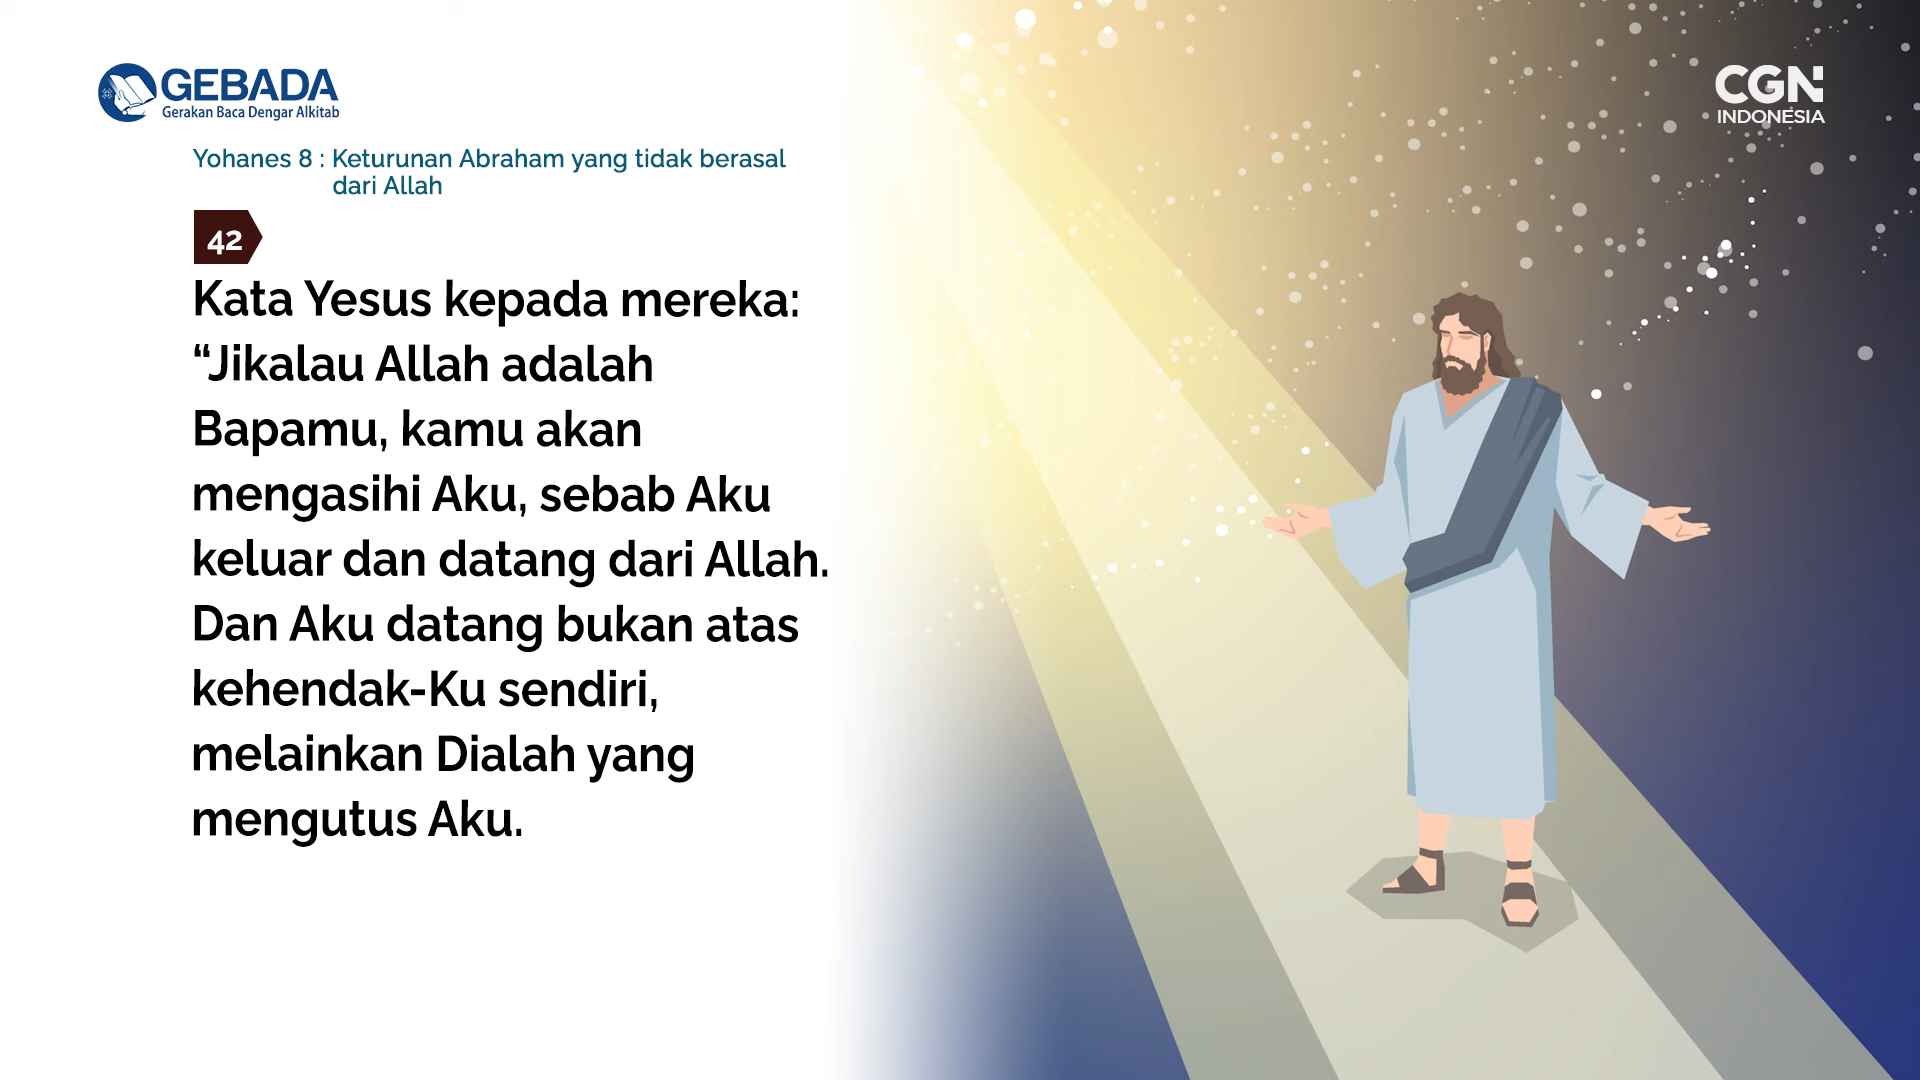 GEBADA
Gerakan Baca Dengar Alkitab
CGN
INDONESIA
Yohanes 8 : Keturunan Abraham yang tidak berasal
dari Allah
42
Kata Yesus kepada mereka:
“Jikalau Allah adalah
Bapamu, kamu akan
mengasihi Aku, sebab Aku
keluar dan datang dari Allah.
Dan Aku datang bukan atas
kehendak-Ku sendiri,
melainkan Dialah yang
mengutus Aku.